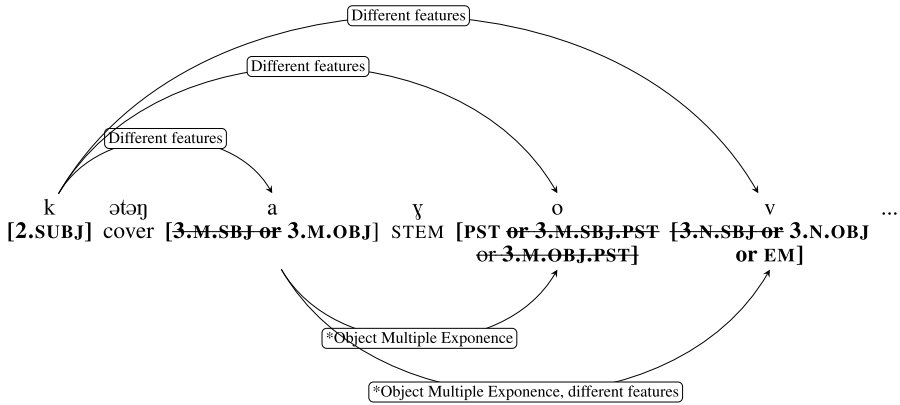 Different features
Different features
Different features
k ətəŋ a ɣ o v ...
[2.SUBJ] cover [3.M.SBJ or 3.M.OBJ] STEM [PST or 3.M.SBJ.PST [3.N.SBJ or 3.N.OBJ
or 3.M.OBJ.PST] or EM]
*Object Multiple Exponence
*Object Multiple Exponence, different features